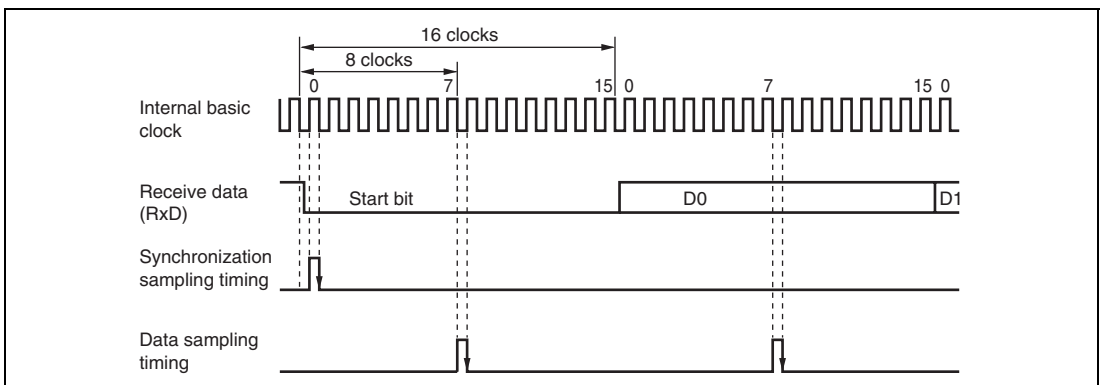 16 clocks
8 clocks
0 7 15 0 7 15 0
Internal basic
clock
Receive data
(RxD)
Start bit D0 D1
Synchronization
sampling timing
Data sampling
timing